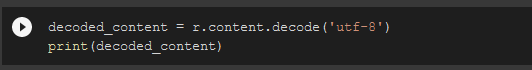 decoded_content = r.content.decode('utf-8')
print(decoded_content)